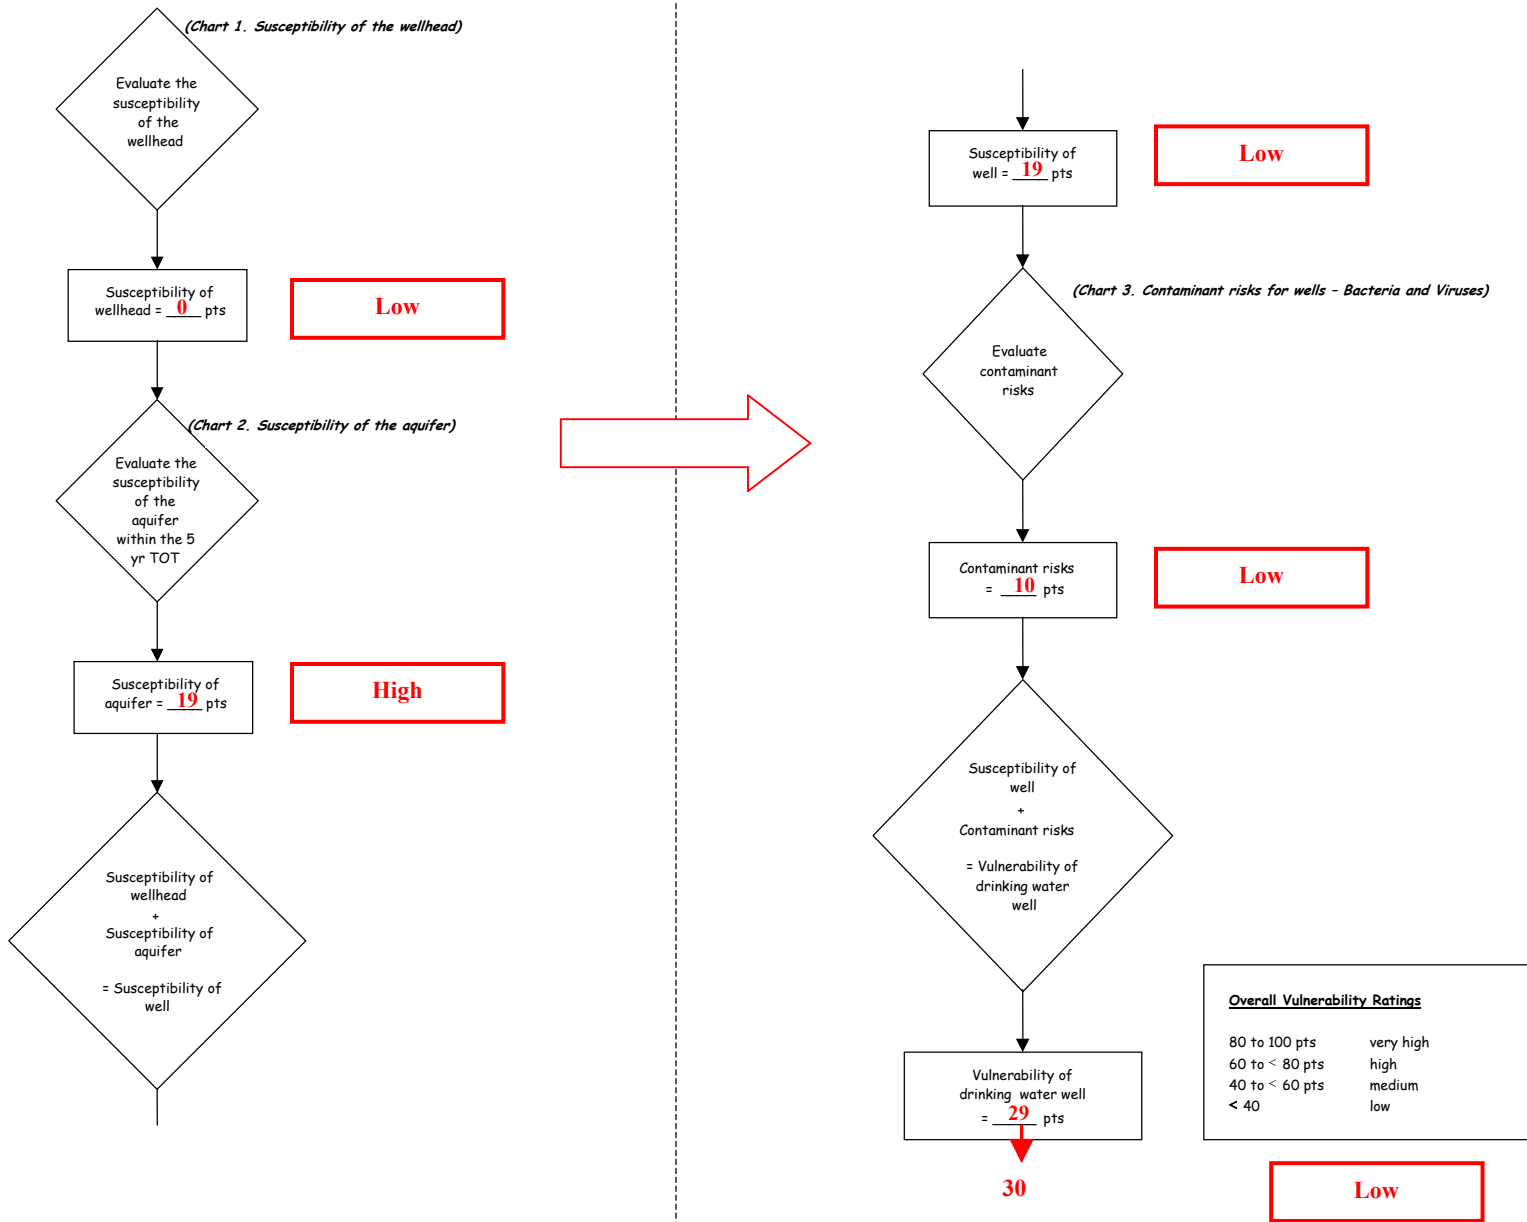 (Chart 1. Susceptibility of the wellhead)
Evaluate the
susceptibility
of the
wellhead
Susceptibility of
wellhead = 0 pts
Low
(Chart 2. Susceptibility of the aquifer)
Evaluate the
susceptibility
of the
aquifer
within the 5
yr TOT
Susceptibility of
aquifer = 19 pts
High
Susceptibility of
wellhead
+
Susceptibility of
aquifer
= Susceptibility of
well
Susceptibility of
well = 19 pts
Low
(Chart 3. Contaminant risks for wells – Bacteria and Viruses)
Evaluate
contaminant
risks
Contaminant risks
= 10 pts
Low
Susceptibility of
well
+
Contaminant risks
= Vulnerability of
drinking water
well
Vulnerability of
drinking water well
= 29 pts
30
Overall Vulnerability Ratings
80 to 100 pts very high
60 to < 80 pts high
40 to < 60 pts medium
< 40 low
Low